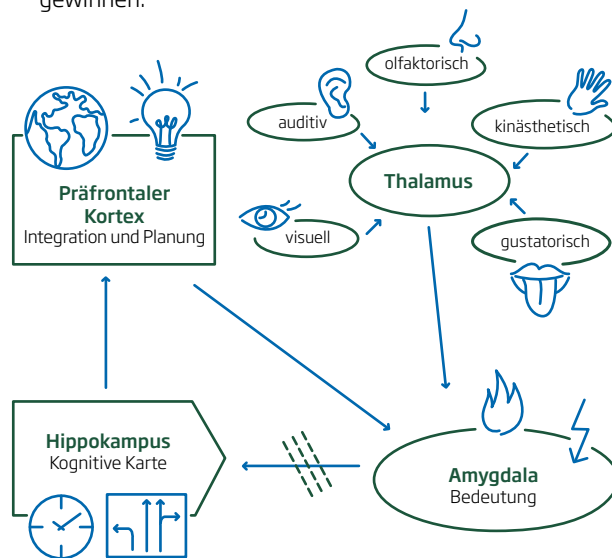 gewinnen.
olfaktorisch
auditiv
kinästhetisch
Thalamus
visuell
gustatorisch
Präfrontaler
Kortex
Integration und Planung
Hippokampus
Kognitive Karte
Amygdala
Bedeutung